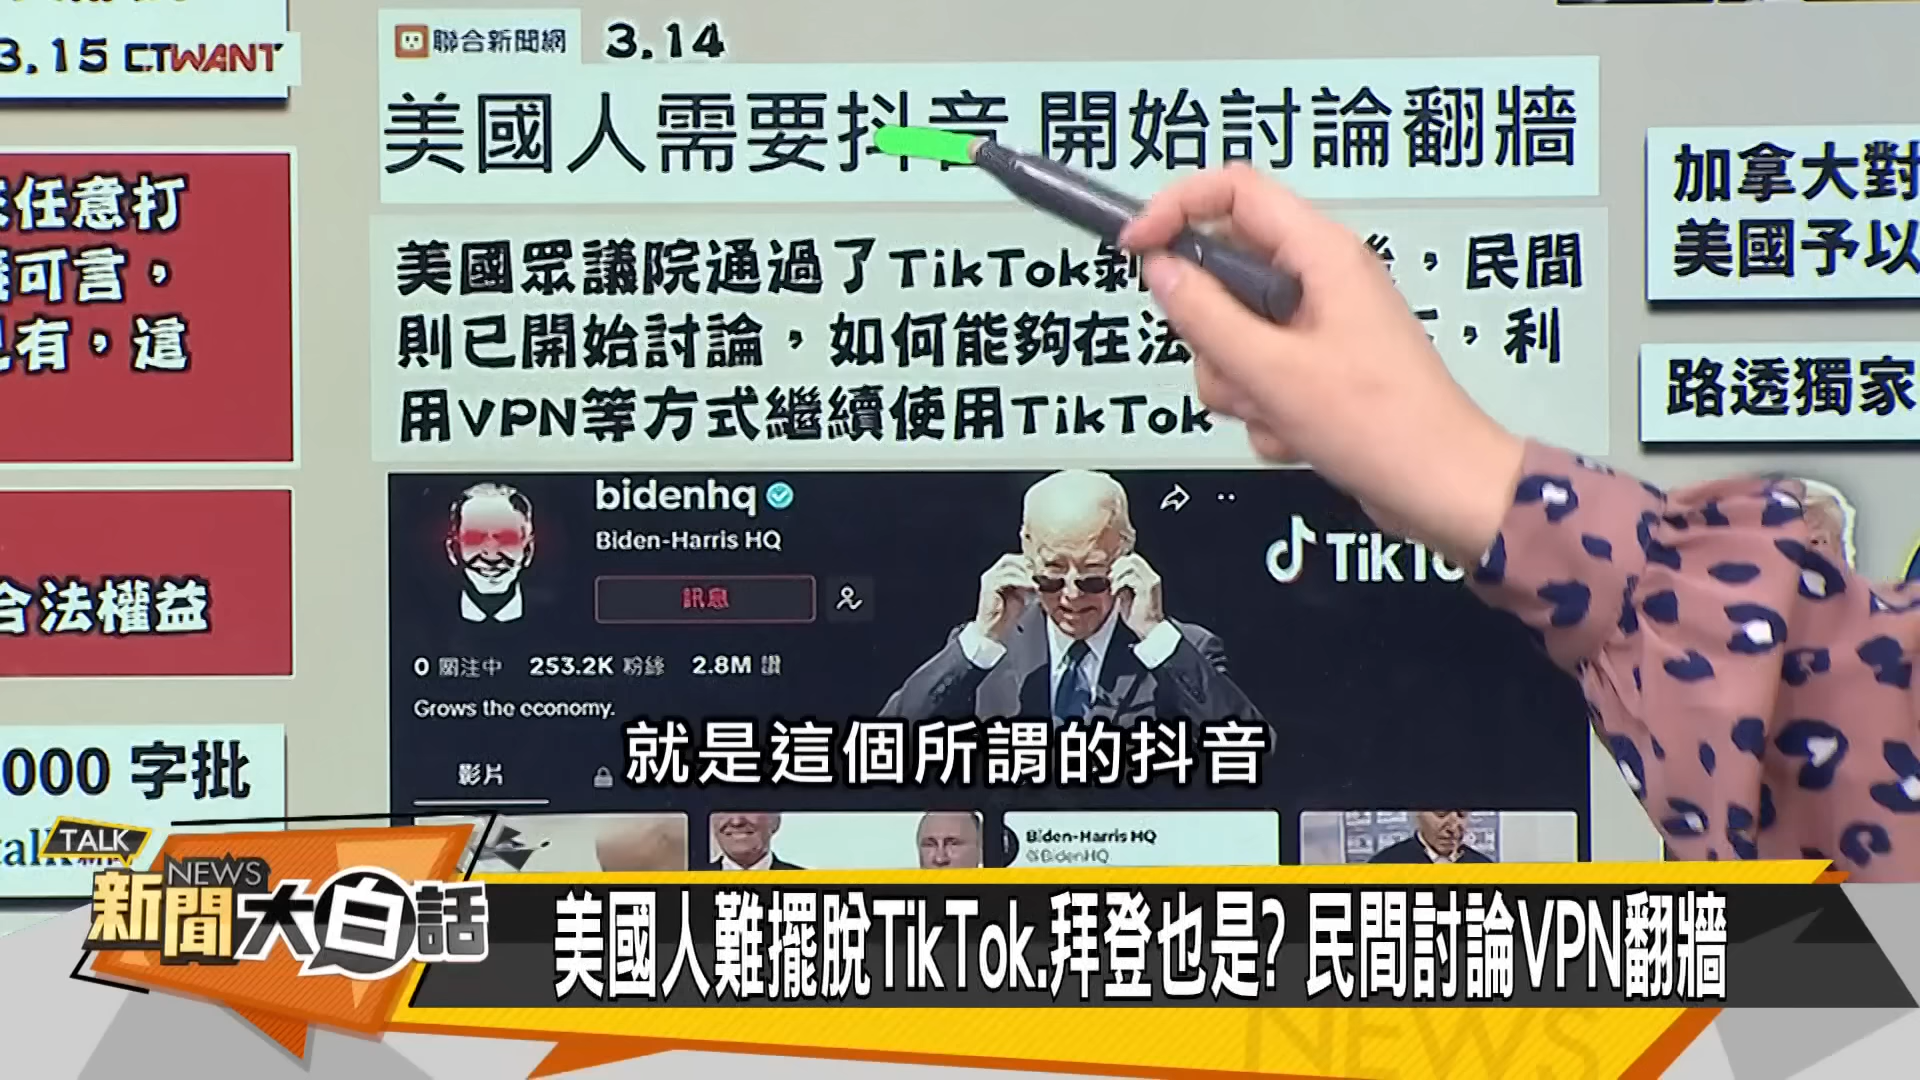 3.15 CTWANT
任意打
可言，
有，這
合法權益
000 字批
聯合新聞網 3.14
美國人需要抖音 開始討論翻牆
美國眾議院通過了TikTok剝
，民間
則已開始討論，如何能夠在法
，利
用VPN等方式繼續使用TikTok
bidenhq
Biden-Harris HQ
訊息
0 關注中 253.2K 粉絲 2.8M 讚
Grows the economy.
影片
TikTo
Biden-Harris HQ
@BidenHQ
加拿大對
美國予以
路透獨家
就是這個所謂的抖音
TALK
NEWS
新聞大白話
美國人難擺脫TikTok.拜登也是? 民間討論VPN翻牆
NEWS